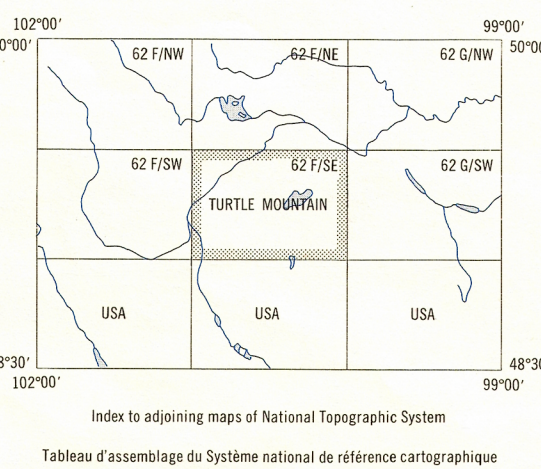 102°00' 99°00'
0°00' 62 F/NW 62 F/NE 62 G/NW 50°00'
62 F/SW 62 F/SE 62 G/SW
TURTLE MOUNTAIN
USA USA USA
8°30' 48°30
102°00' 99°00'
Index to adjoining maps of National Topographic System
Tableau d'assemblage du Système national de référence cartographique